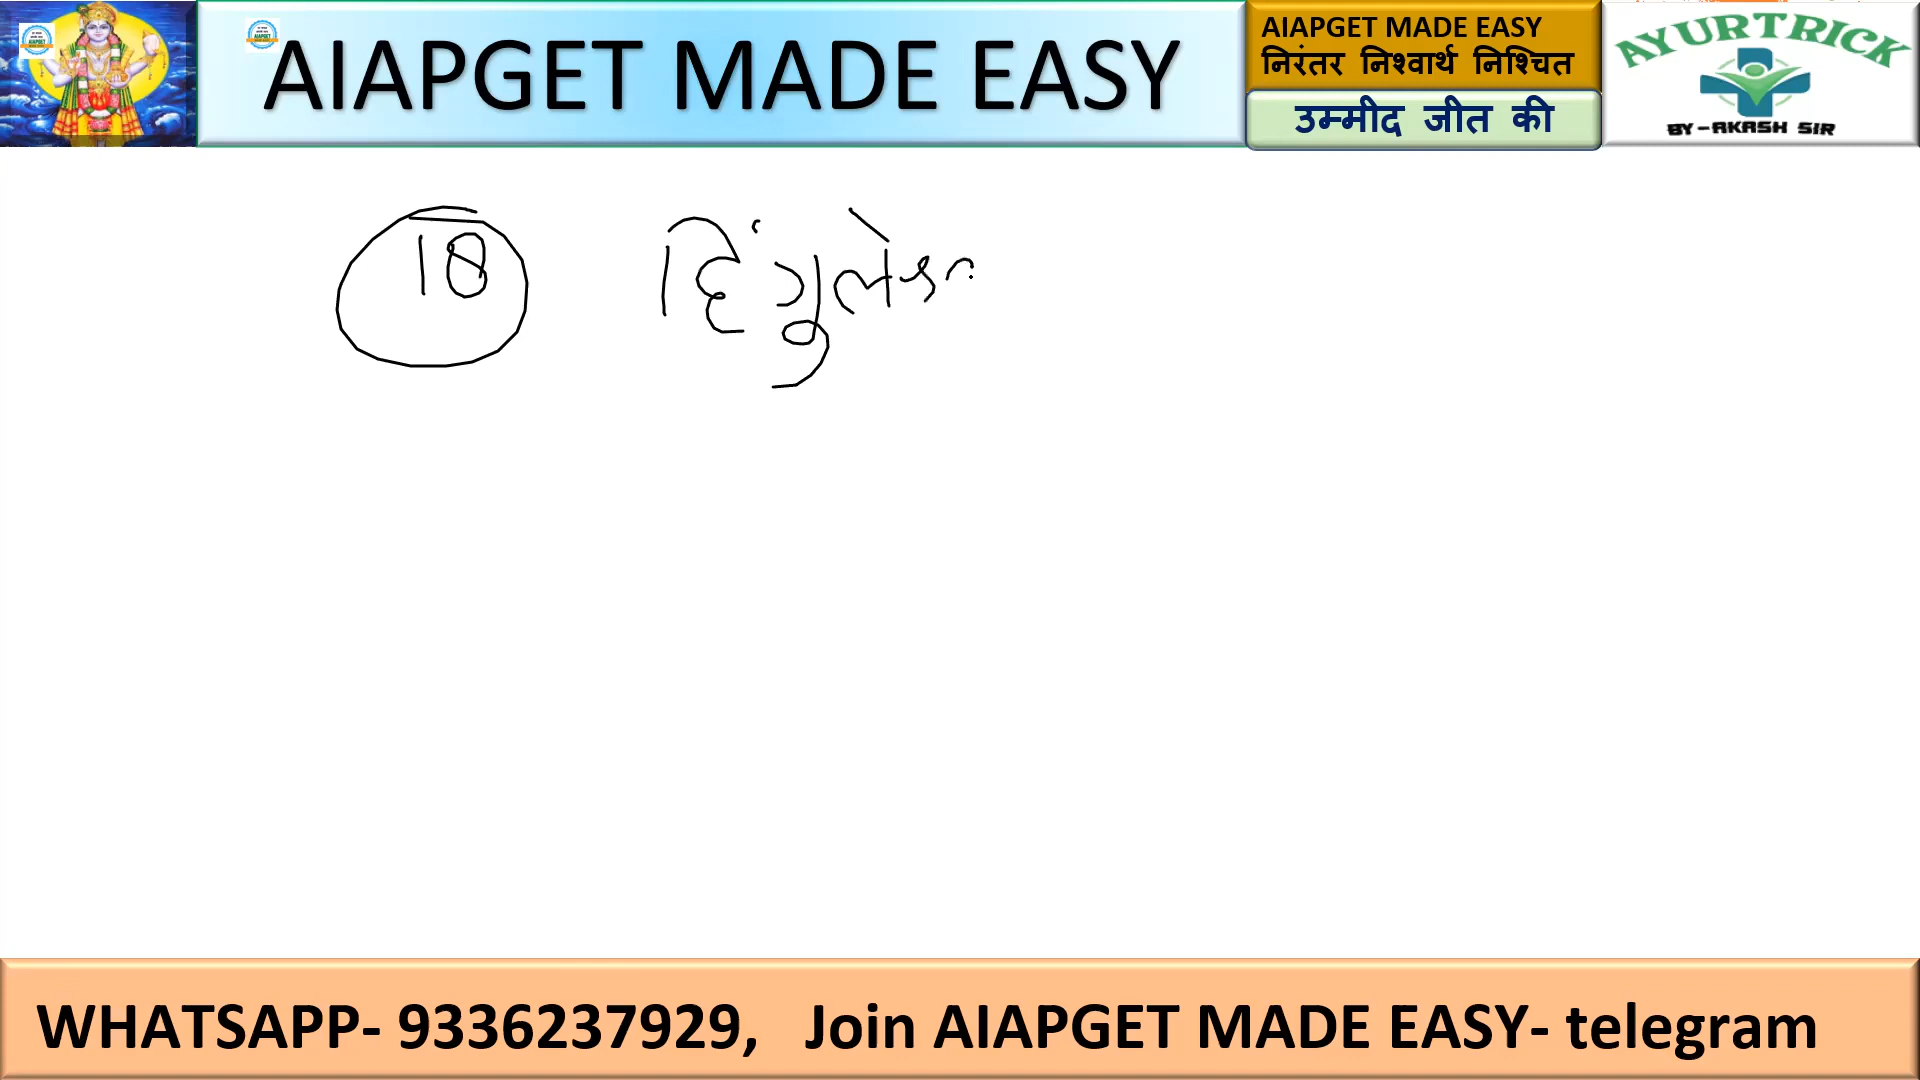 AIAPGET MADE EASY
AIAPGET MADE EASY
निरंतर निश्वार्थ निश्चित
उम्मीद जीत की
AYURTRICK
BY-AKASH SIR
18 हिंगुलेश्व
WHATSAPP- 9336237929, Join AIAPGET MADE EASY- telegram